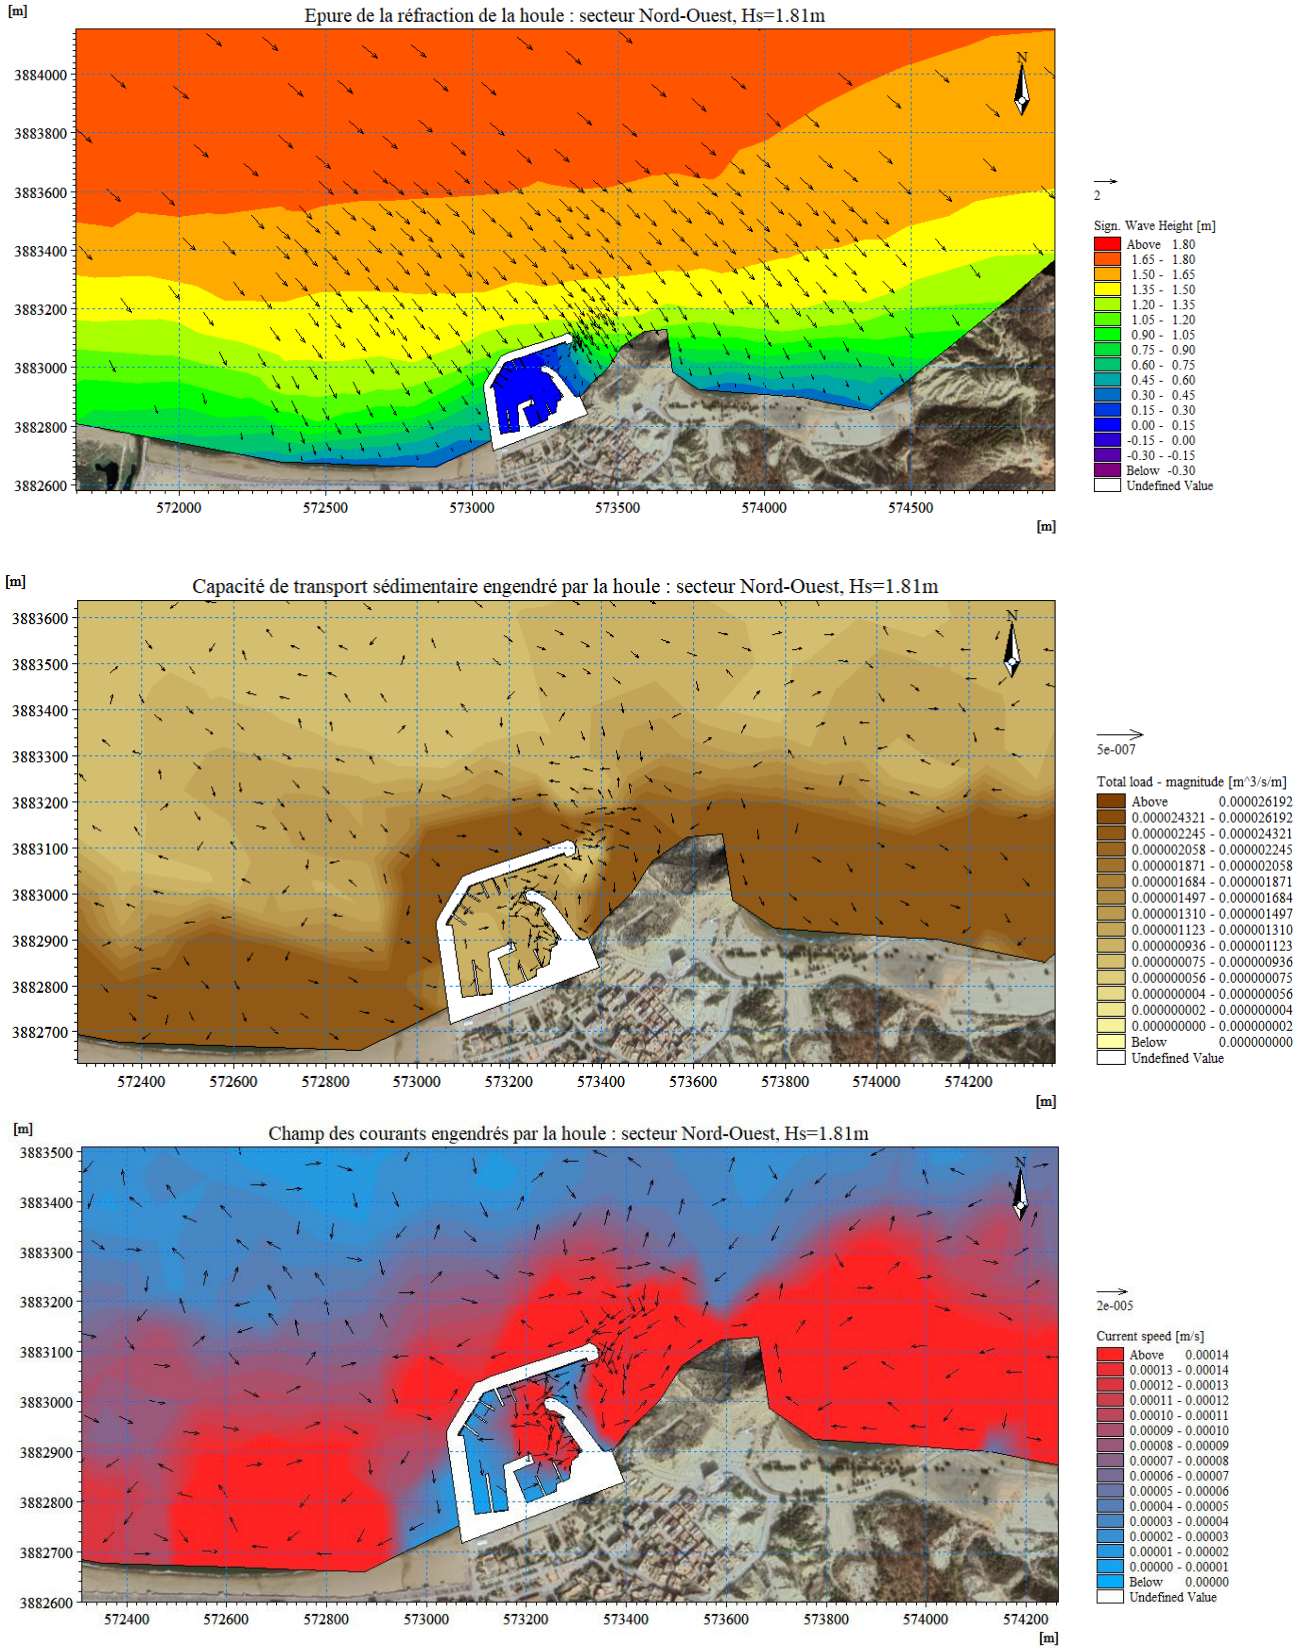 [m]
Epure de la réfraction de la houle : secteur Nord-Ouest, Hs=1.81m
N
3884000
3883800
3883600
3883400
3883200
3883000
3882800
3882600
572000 572500 573000 573500 574000 574500
[m]
2
Sign. Wave Height [m]
Above 1.80
1.65 - 1.80
1.50 - 1.65
1.35 - 1.50
1.20 - 1.35
1.05 - 1.20
0.90 - 1.05
0.75 - 0.90
0.60 - 0.75
0.45 - 0.60
0.30 - 0.45
0.15 - 0.30
0.00 - 0.15
-0.15 - 0.00
-0.30 - -0.15
Below -0.30
Undefined Value
[m]
Capacité de transport sédimentaire engendré par la houle : secteur Nord-Ouest, Hs=1.81m
N
3883600
3883500
3883400
3883300
3883200
3883100
3883000
3882900
3882800
3882700
572400 572600 572800 573000 573200 573400 573600 573800 574000 574200
[m]
5e-007
Total load - magnitude [m^3/s/m]
Above 0.000026192
0.000024321 - 0.000026192
0.000002245 - 0.000024321
0.000002058 - 0.000002245
0.000001871 - 0.000002058
0.000001684 - 0.000001871
0.000001497 - 0.000001684
0.000001310 - 0.000001497
0.000001123 - 0.000001310
0.000000936 - 0.000001123
0.000000075 - 0.000000936
0.000000056 - 0.000000075
0.000000004 - 0.000000056
0.000000002 - 0.000000004
0.000000000 - 0.000000002
Below 0.000000000
Undefined Value
[m]
Champ des courants engendrés par la houle : secteur Nord-Ouest, Hs=1.81m
N
3883500
3883400
3883300
3883200
3883100
3883000
3882900
3882800
3882700
3882600
572400 572600 572800 573000 573200 573400 573600 573800 574000 574200
[m]
2e-005
Current speed [m/s]
Above 0.00014
0.00013 - 0.00014
0.00012 - 0.00013
0.00011 - 0.00012
0.00010 - 0.00011
0.00009 - 0.00010
0.00008 - 0.00009
0.00007 - 0.00008
0.00006 - 0.00007
0.00005 - 0.00006
0.00004 - 0.00005
0.00003 - 0.00004
0.00002 - 0.00003
0.00001 - 0.00002
0.00000 - 0.00001
Below 0.00000
Undefined Value